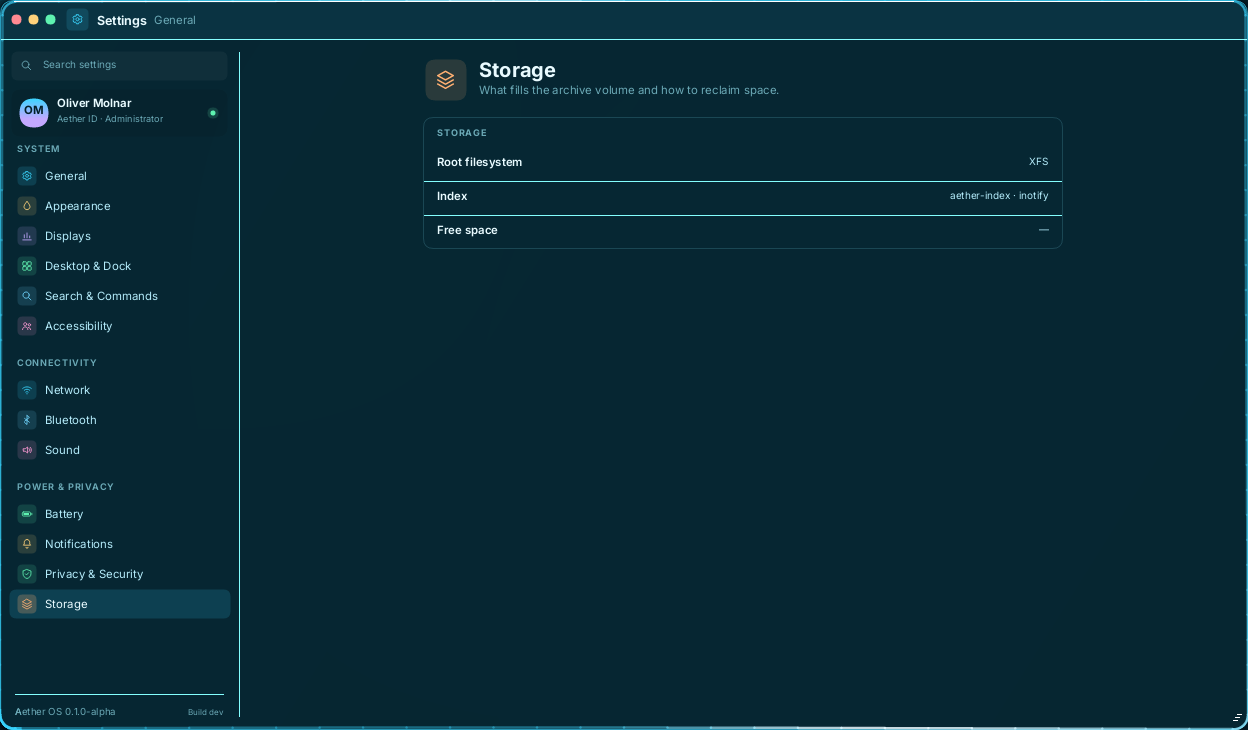 Settings General
Search settings
OM
Oliver Molnar
Aether ID · Administrator
SYSTEM
General
Appearance
Displays
Desktop & Dock
Search & Commands
Accessibility
CONNECTIVITY
Network
Bluetooth
Sound
POWER & PRIVACY
Battery
Notifications
Privacy & Security
Storage
Aether OS 0.1.0-alpha Build dev
Storage
What fills the archive volume and how to reclaim space.
STORAGE
Root filesystem XFS
Index aether-index · inotify
Free space —